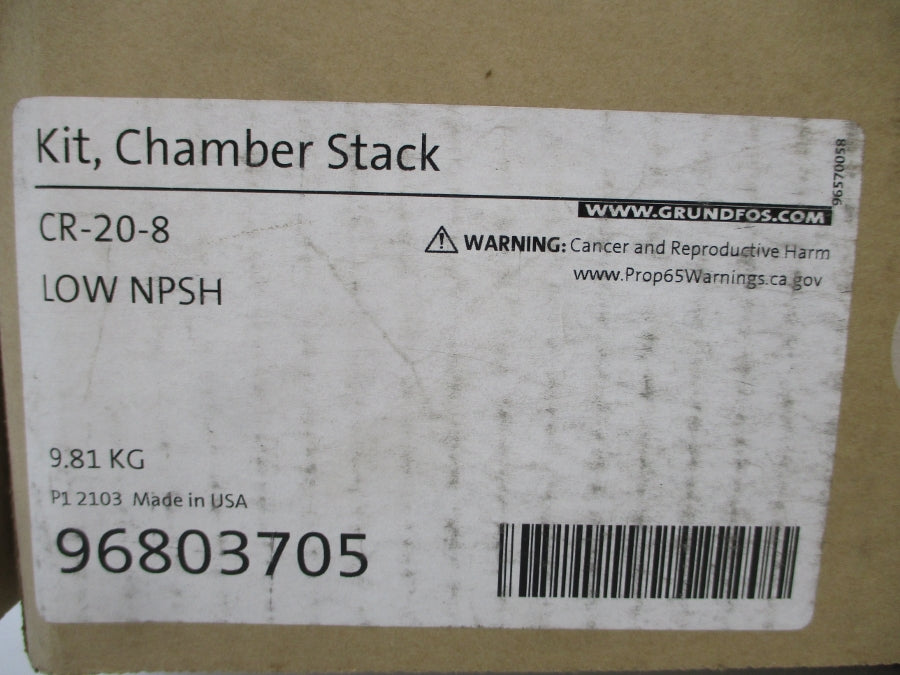 Kit, Chamber Stack
96570058
WWW.GRUNDFOS.COM
CR-20-8
WARNING: Cancer and Reproductive Harm
www.Prop65Warnings.ca.gov
LOW NPSH
9.81 KG
P1 2103 Made in USA
96803705